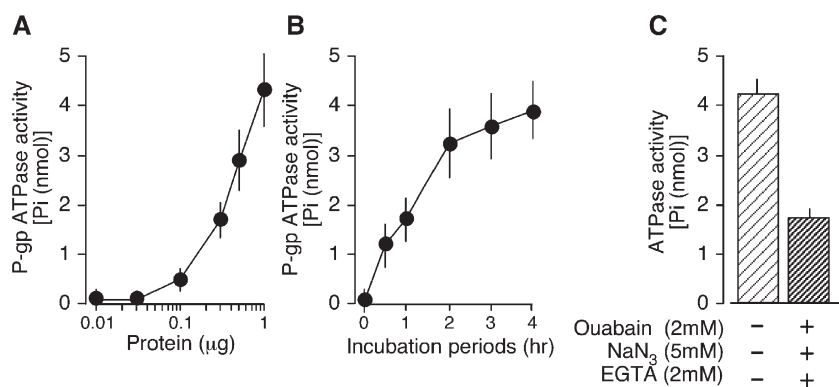 A
P-gp ATPase activity
[Pi (nmol)]
5
4
3
2
1
0
0.01
0.1
1
Protein (μg)
B
P-gp ATPase activity
[Pi (nmol)]
5
4
3
2
1
0
0
1
2
3
4
Incubation periods (hr)
C
ATPase activity
[Pi (nmol)]
5
4
3
2
1
0
Ouabain (2mM) − +
NaN₃ (5mM) − +
EGTA (2mM) − +